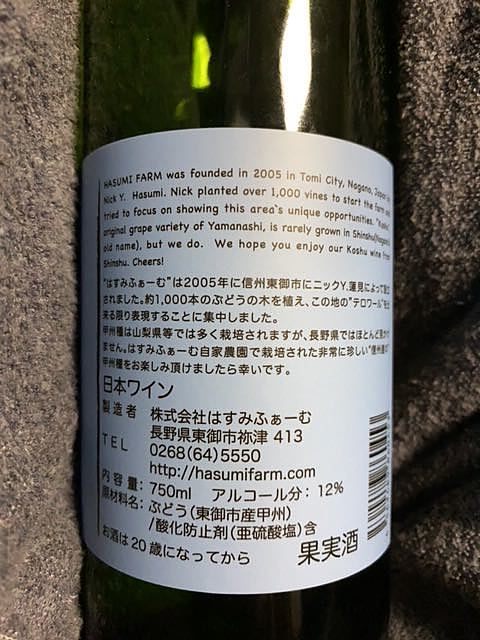 HASUMI FARM was founded in 2005 in Tomi City, Nagano, Japan
Nick Y. Hasumi. Nick planted over 1,000 vines to start the farm and
tried to focus on showing this area`s unique opportunities. "Koshu"
original grape variety of Yamanashi, is rarely grown in Shinshu(Nagano's
old name), but we do. We hope you enjoy our Koshu wine from
Shinshu. Cheers!
"はすみふぁーむ"は2005年に信州東御市にニックY.蓮見によって設立
されました。約1,000本のぶどうの木を植え、この地の"テロワール"を出
来る限り表現することに集中しました。
甲州種は山梨県等では多く栽培されますが、長野県ではほとんど見かけ
ません。はすみふぁーむ自家農園で栽培された非常に珍しい"信州産の
甲州種をお楽しみ頂けましたら幸いです。
日本ワイン
製造者 株式会社はすみふぁーむ
長野県東御市祢津 413
TEL 0268(64)5550
http://hasumifarm.com
内容量: 750ml アルコール分: 12%
原材料名: ぶどう(東御市産甲州)
/酸化防止剤(亜硫酸塩)含
お酒は20歳になってから 果実酒